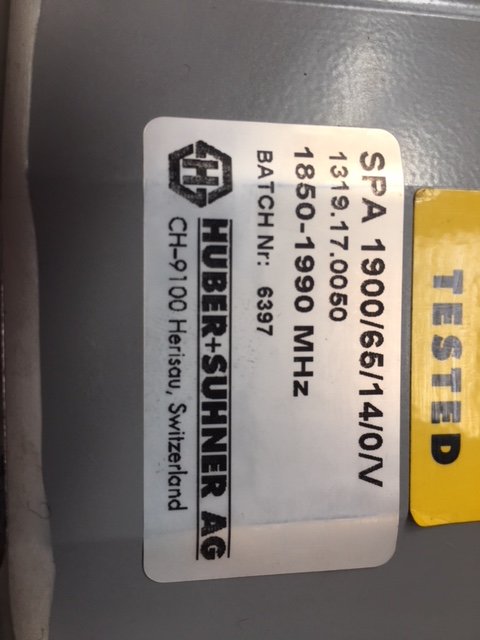 SPA 1900/65/14/0/V
1319.17.0050
1850-1990 MHz
BATCH Nr: 6397
H
HUBER+SUHNER AG
CH-9100 Herisau, Switzerland
TESTED